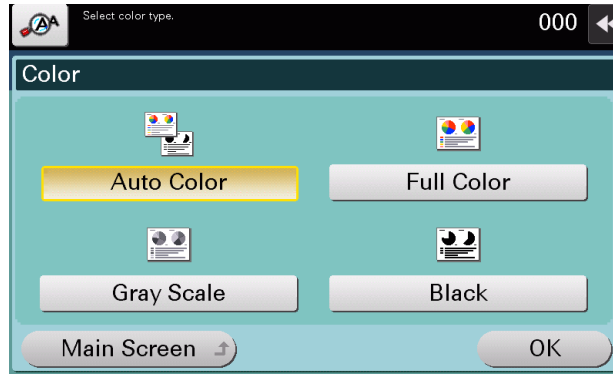 Select color type.
000
Color
Auto Color
Full Color
Gray Scale
Black
Main Screen
OK